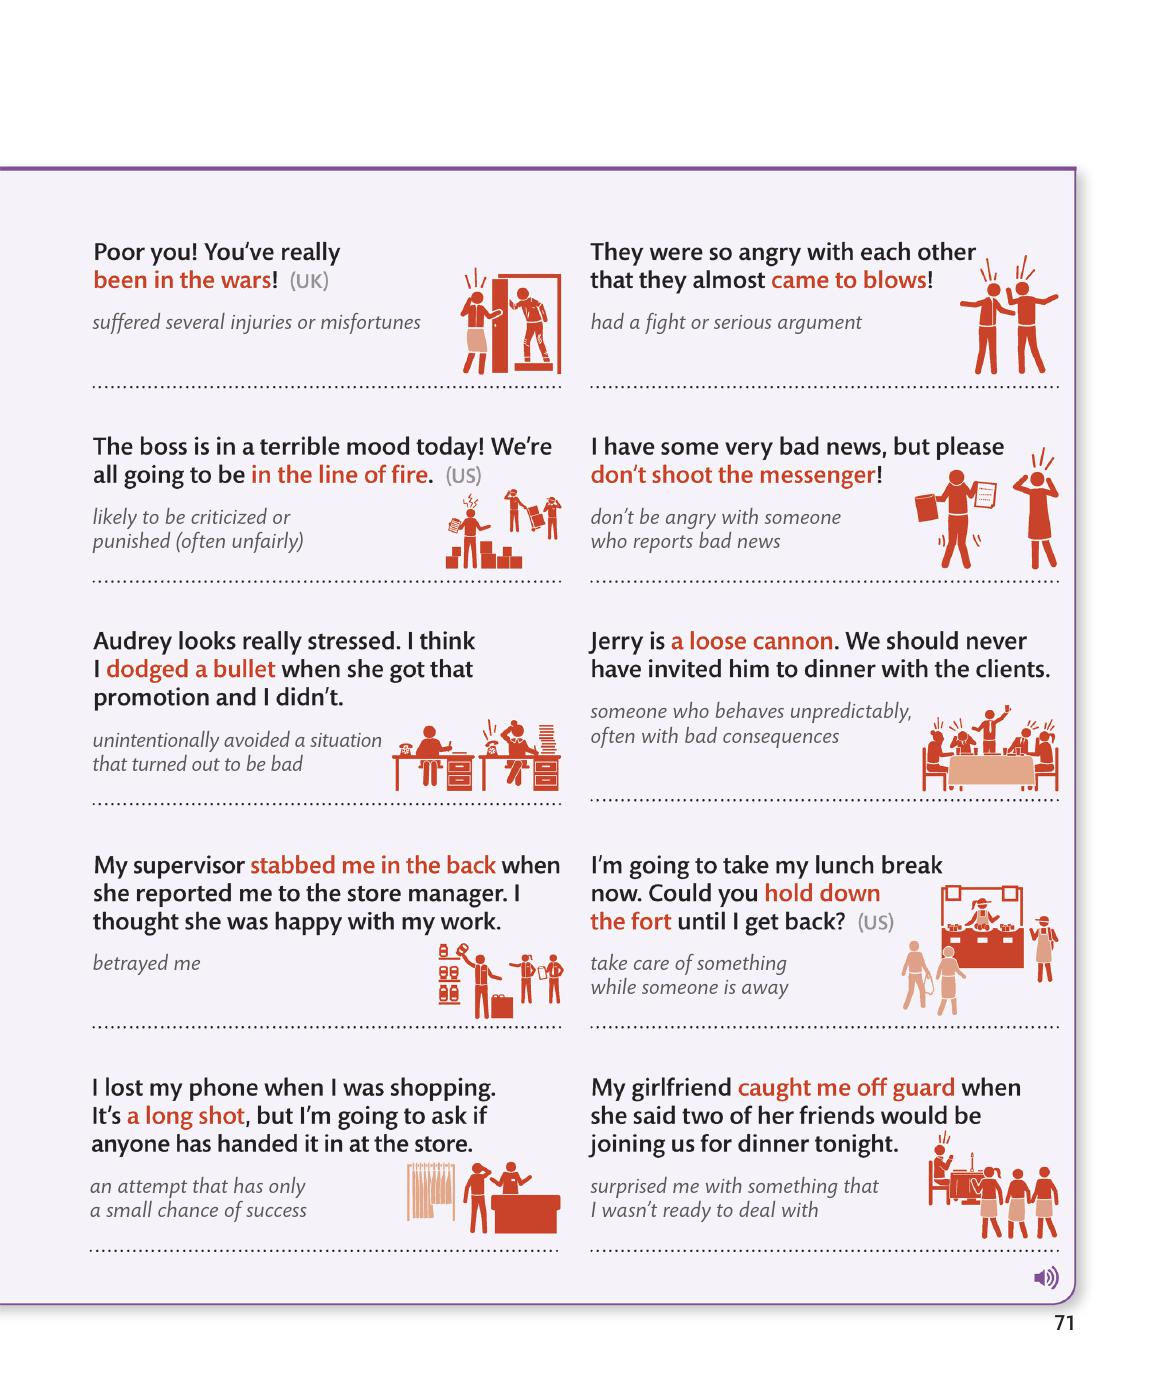 Poor you! You've really
been in the wars! (UK)
suffered several injuries or misfortunes
They were so angry with each other
that they almost came to blows!
had a fight or serious argument
The boss is in a terrible mood today! We're
all going to be in the line of fire. (US)
likely to be criticized or
punished (often unfairly)
I have some very bad news, but please
don't shoot the messenger!
don't be angry with someone
who reports bad news
Audrey looks really stressed. I think
I dodged a bullet when she got that
promotion and I didn't.
unintentionally avoided a situation
that turned out to be bad
Jerry is a loose cannon. We should never
have invited him to dinner with the clients.
someone who behaves unpredictably,
often with bad consequences
My supervisor stabbed me in the back when
she reported me to the store manager. I
thought she was happy with my work.
betrayed me
I'm going to take my lunch break
now. Could you hold down
the fort until I get back? (US)
take care of something
while someone is away
I lost my phone when I was shopping.
It's a long shot, but I'm going to ask if
anyone has handed it in at the store.
an attempt that has only
a small chance of success
My girlfriend caught me off guard when
she said two of her friends would be
joining us for dinner tonight.
surprised me with something that
I wasn't ready to deal with
71